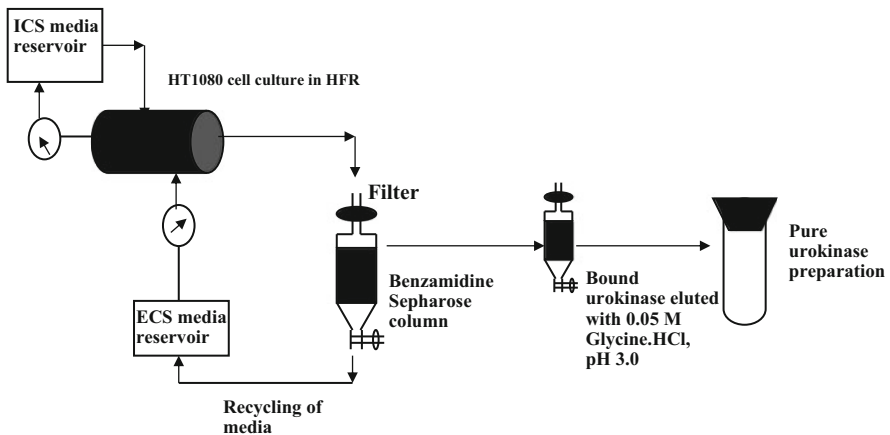 ICS media
reservoir
HT1080 cell culture in HFR
Filter
Benzamidine
Sepharose
column
Bound
urokinase eluted
with 0.05 M
Glycine.HCl,
pH 3.0
Pure
urokinase
preparation
ECS media
reservoir
Recycling of
media